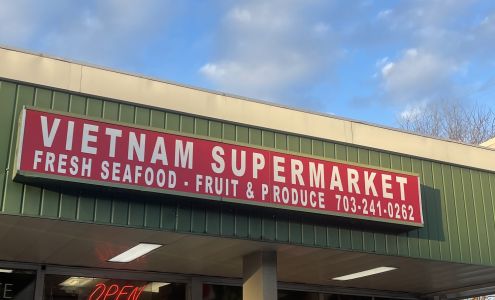 VIETNAM SUPERMARKET
FRESH SEAFOOD - FRUIT & PRODUCE 703-241-0262
OPEN